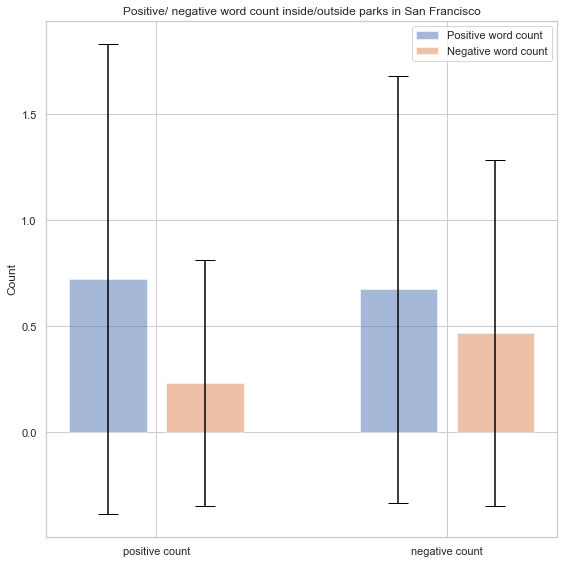 Positive/ negative word count inside/outside parks in San Francisco
Positive word count
Negative word count
Count
1.5
1.0
0.5
0.0
positive count
negative count